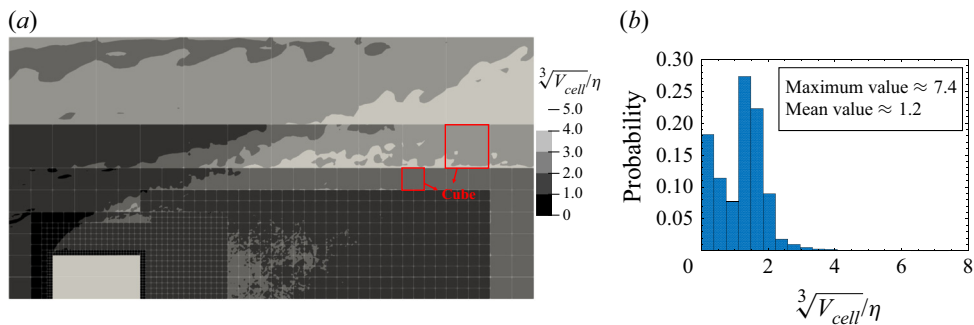 (a)
∛V_cell/η
5.0
4.0
3.0
2.0
1.0
0
Cube
(b)
Probability
0.30
0.25
0.20
0.15
0.10
0.05
0 2 4 6 8
∛V_cell/η
Maximum value ≈ 7.4
Mean value ≈ 1.2